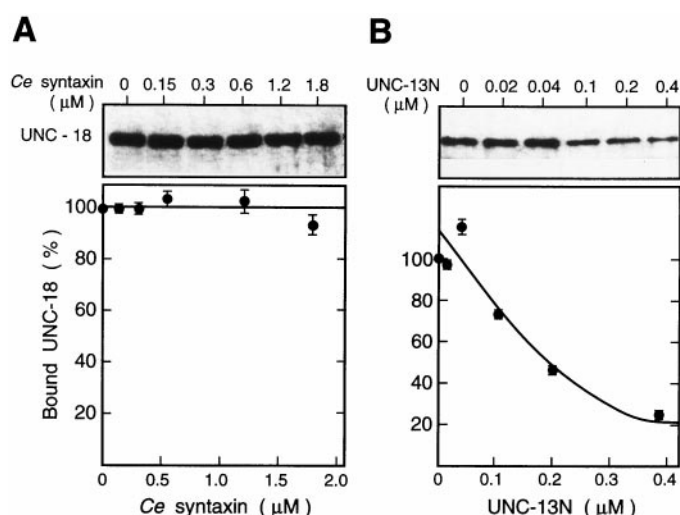 A
Ce syntaxin 0 0.15 0.3 0.6 1.2 1.8
( μM )
UNC - 18
100
80
60
40
20
Bound UNC-18 ( % )
0 0.5 1.0 1.5 2.0
Ce syntaxin ( μM )
B
UNC-13N 0 0.02 0.04 0.1 0.2 0.4
(μM)
100
80
60
40
20
0 0.1 0.2 0.3 0.4
UNC-13N ( μM )